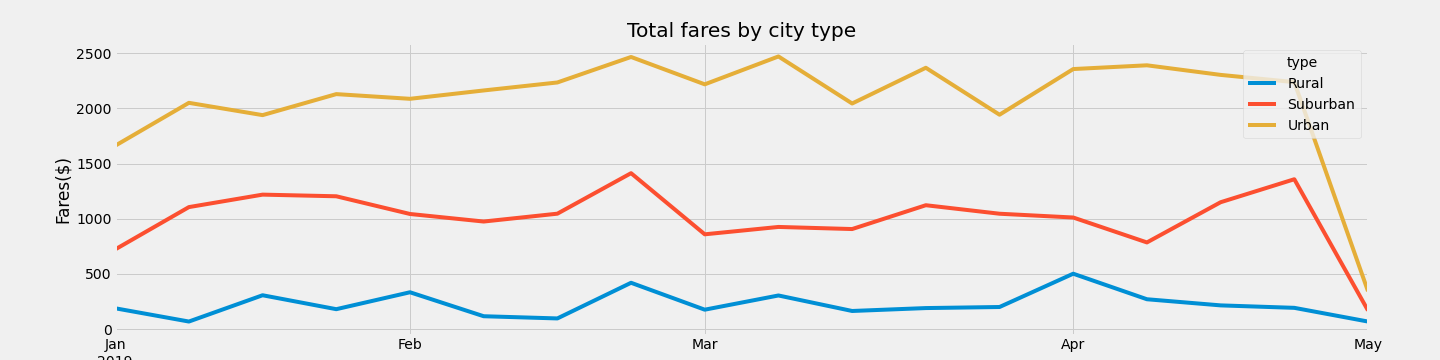 Total fares by city type
Fares($)
2500
2000
1500
1000
500
0
type
Rural
Suburban
Urban
Jan
Feb
Mar
Apr
May
2019